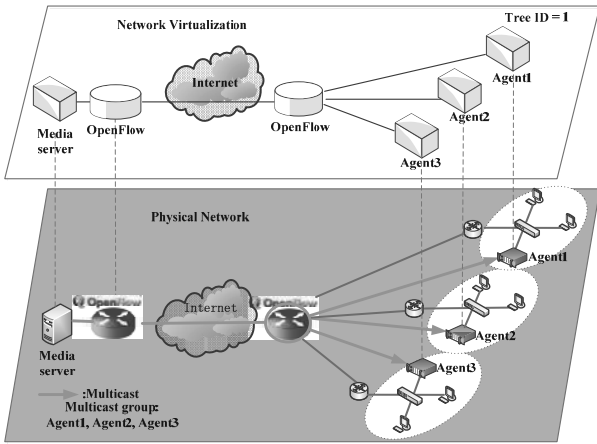 Network Virtualization
Tree ID = 1
Internet
Agent1
Media
server
OpenFlow
OpenFlow
Agent2
Agent3
Physical Network
OpenFlow
Internet
OpenFlow
Agent1
Agent2
Agent3
Media
server
:Multicast
Multicast group:
Agent1, Agent2, Agent3